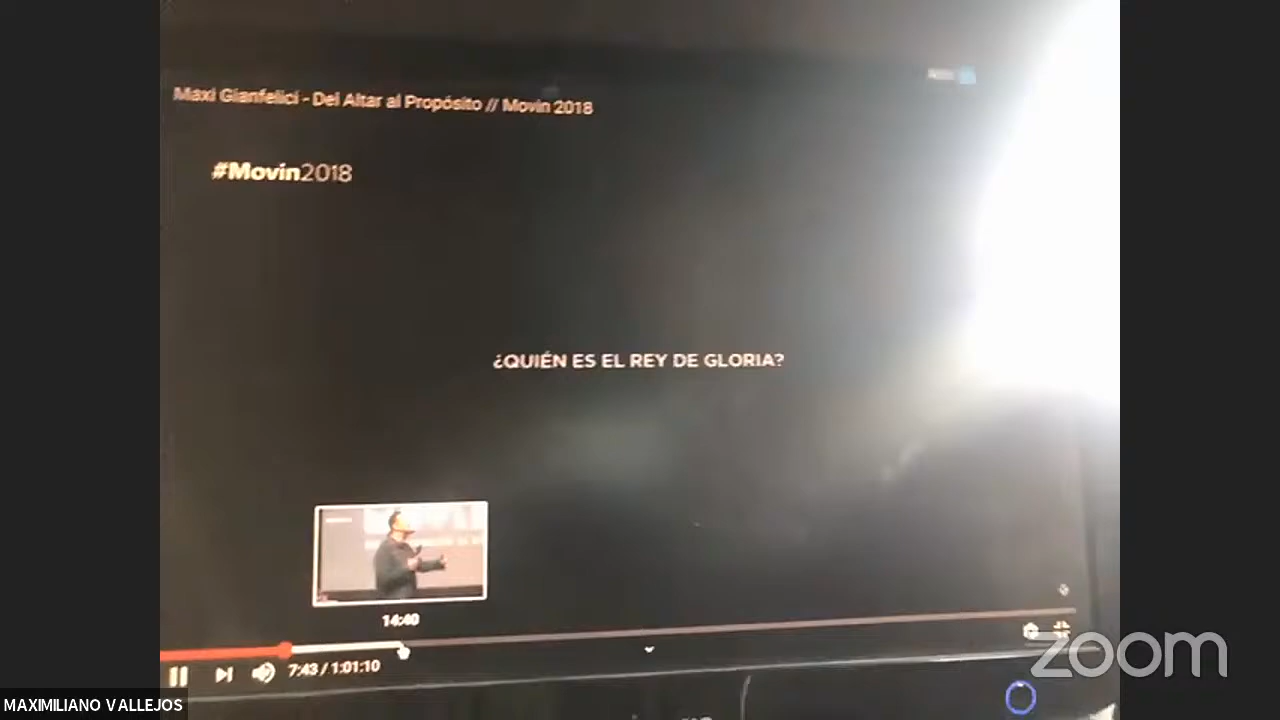 Maxi Gianfelici - Del Altar al Propósito // Movin 2018
#Movin2018
¿QUIÉN ES EL REY DE GLORIA?
14:40
7:43 / 1:01:10
zoom
MAXIMILIANO VALLEJOS